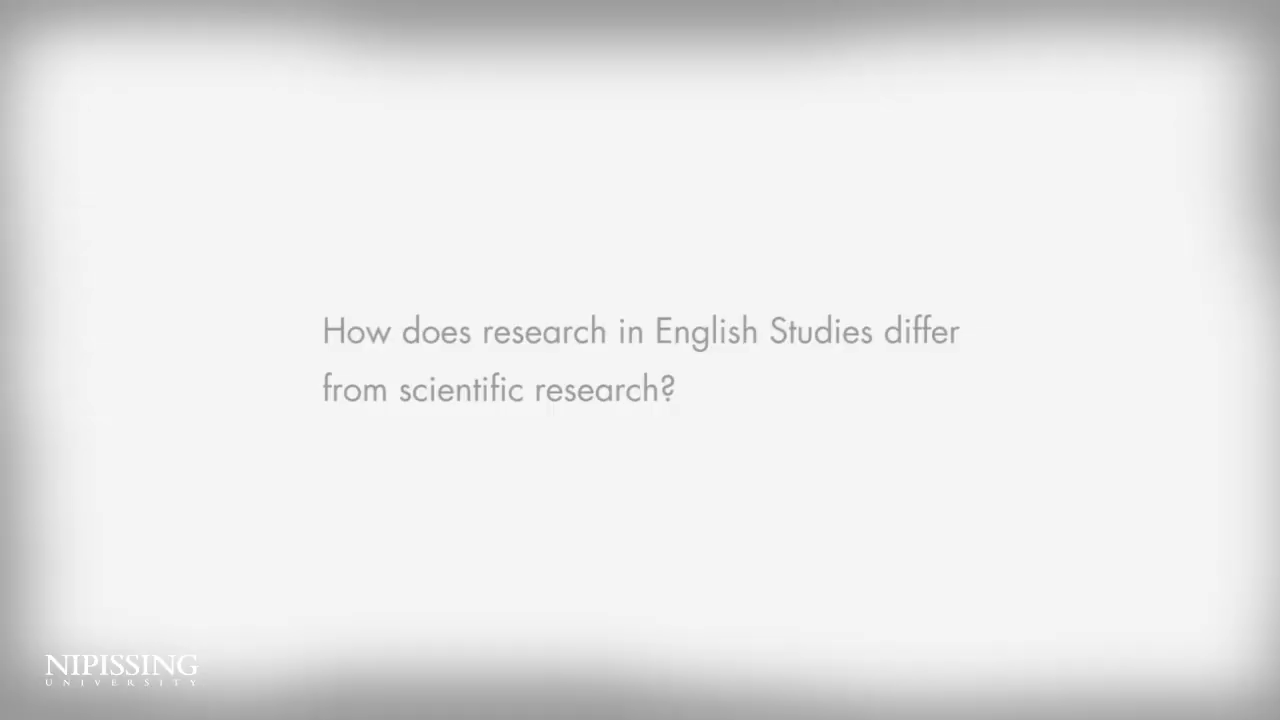 How does research in English Studies differ
from scientific research?
NIPISSING
UNIVERSITY